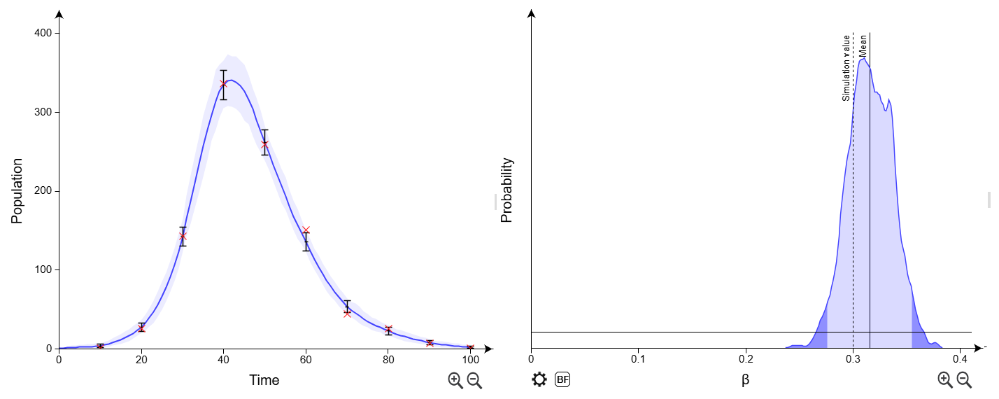 400
300
200
100
0
Population
0 20 40 60 80 100
Time
Simulation value
Mean
Probability
0 0.1 0.2 0.3 0.4
BF
β